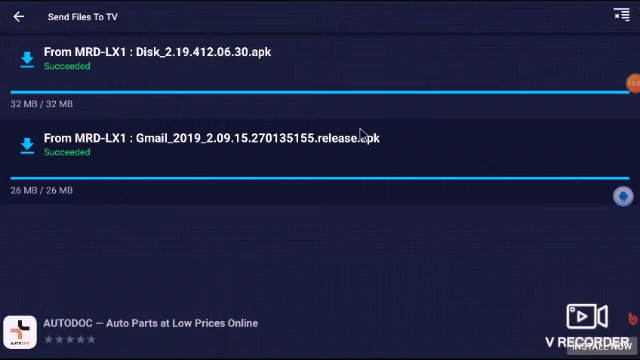 Send Files To TV
From MRD-LX1 : Disk_2.19.412.06.30.apk
Succeeded
32 MB / 32 MB
From MRD-LX1 : Gmail_2019_2.09.15.270135155.release.apk
Succeeded
26 MB / 26 MB
AUTODOC — Auto Parts at Low Prices Online
V RECORDER
INSTALL NOW